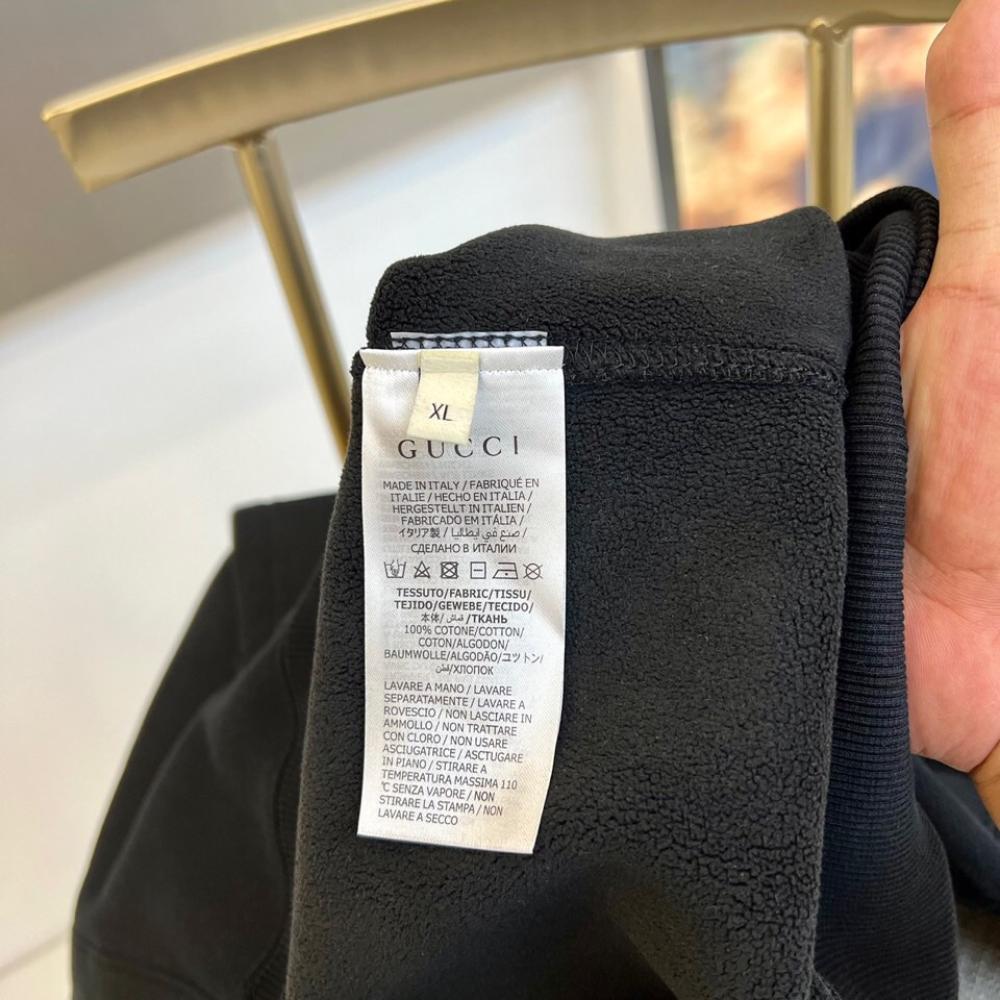 XL
GUCCI
MADE IN ITALY / FABRIQUÉ EN
ITALIE / HECHO EN ITALIA /
HERGESTELLT IN ITALIEN /
FABRICADO EM ITÁLIA /
イタリア製 / صنع في ايطاليا /
СДЕЛАНО В ИТАЛИИ
TESSUTO/FABRIC/TISSU/
TEJIDO/GEWEBE/TECIDO/
本体/ قماش /ТКАНЬ
100% COTONE/COTTON/
COTON/ALGODON/
BAUMWOLLE/ALGODÃO/コットン/
قطن/ХЛОПОК
LAVARE A MANO / LAVARE
SEPARATAMENTE / LAVARE A
ROVESCIO / NON LASCIARE IN
AMMOLLO / NON TRATTARE
CON CLORO / NON USARE
ASCIUGATRICE / ASCTUGARE
IN PIANO / STIRARE A
TEMPERATURA MASSIMA 110
℃ SENZA VAPORE / NON
STIRARE LA STAMPA / NON
LAVARE A SECCO